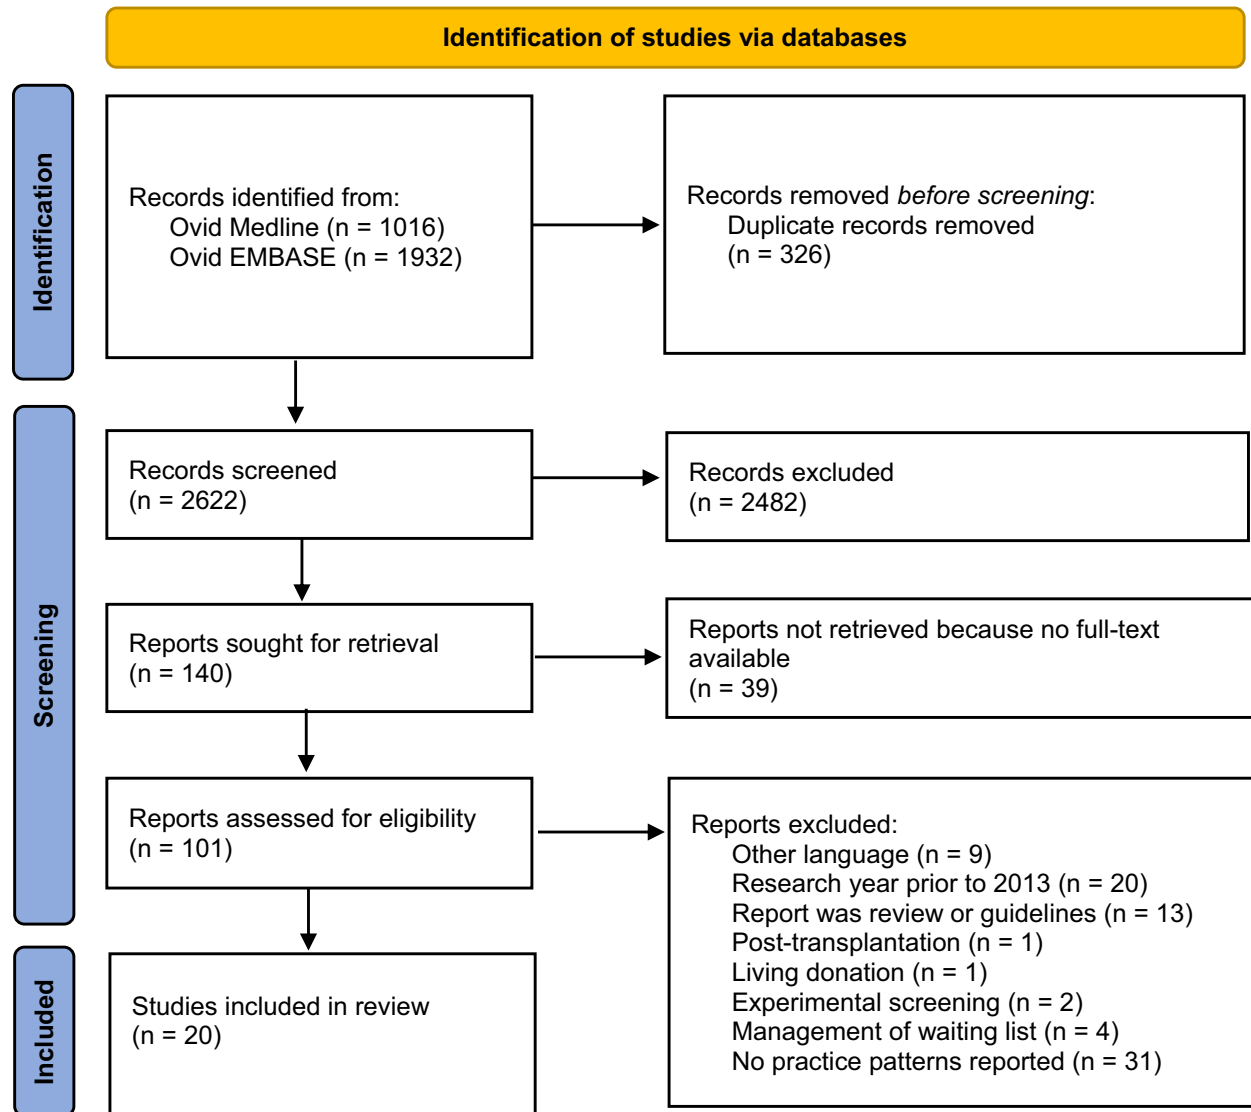 Identification of studies via databases
Identification
Records identified from:
Ovid Medline (n = 1016)
Ovid EMBASE (n = 1932)
Records removed before screening:
Duplicate records removed
(n = 326)
Screening
Records screened
(n = 2622)
Records excluded
(n = 2482)
Reports sought for retrieval
(n = 140)
Reports not retrieved because no full-text
available
(n = 39)
Reports assessed for eligibility
(n = 101)
Reports excluded:
Other language (n = 9)
Research year prior to 2013 (n = 20)
Report was review or guidelines (n = 13)
Post-transplantation (n = 1)
Living donation (n = 1)
Experimental screening (n = 2)
Management of waiting list (n = 4)
No practice patterns reported (n = 31)
Included
Studies included in review
(n = 20)